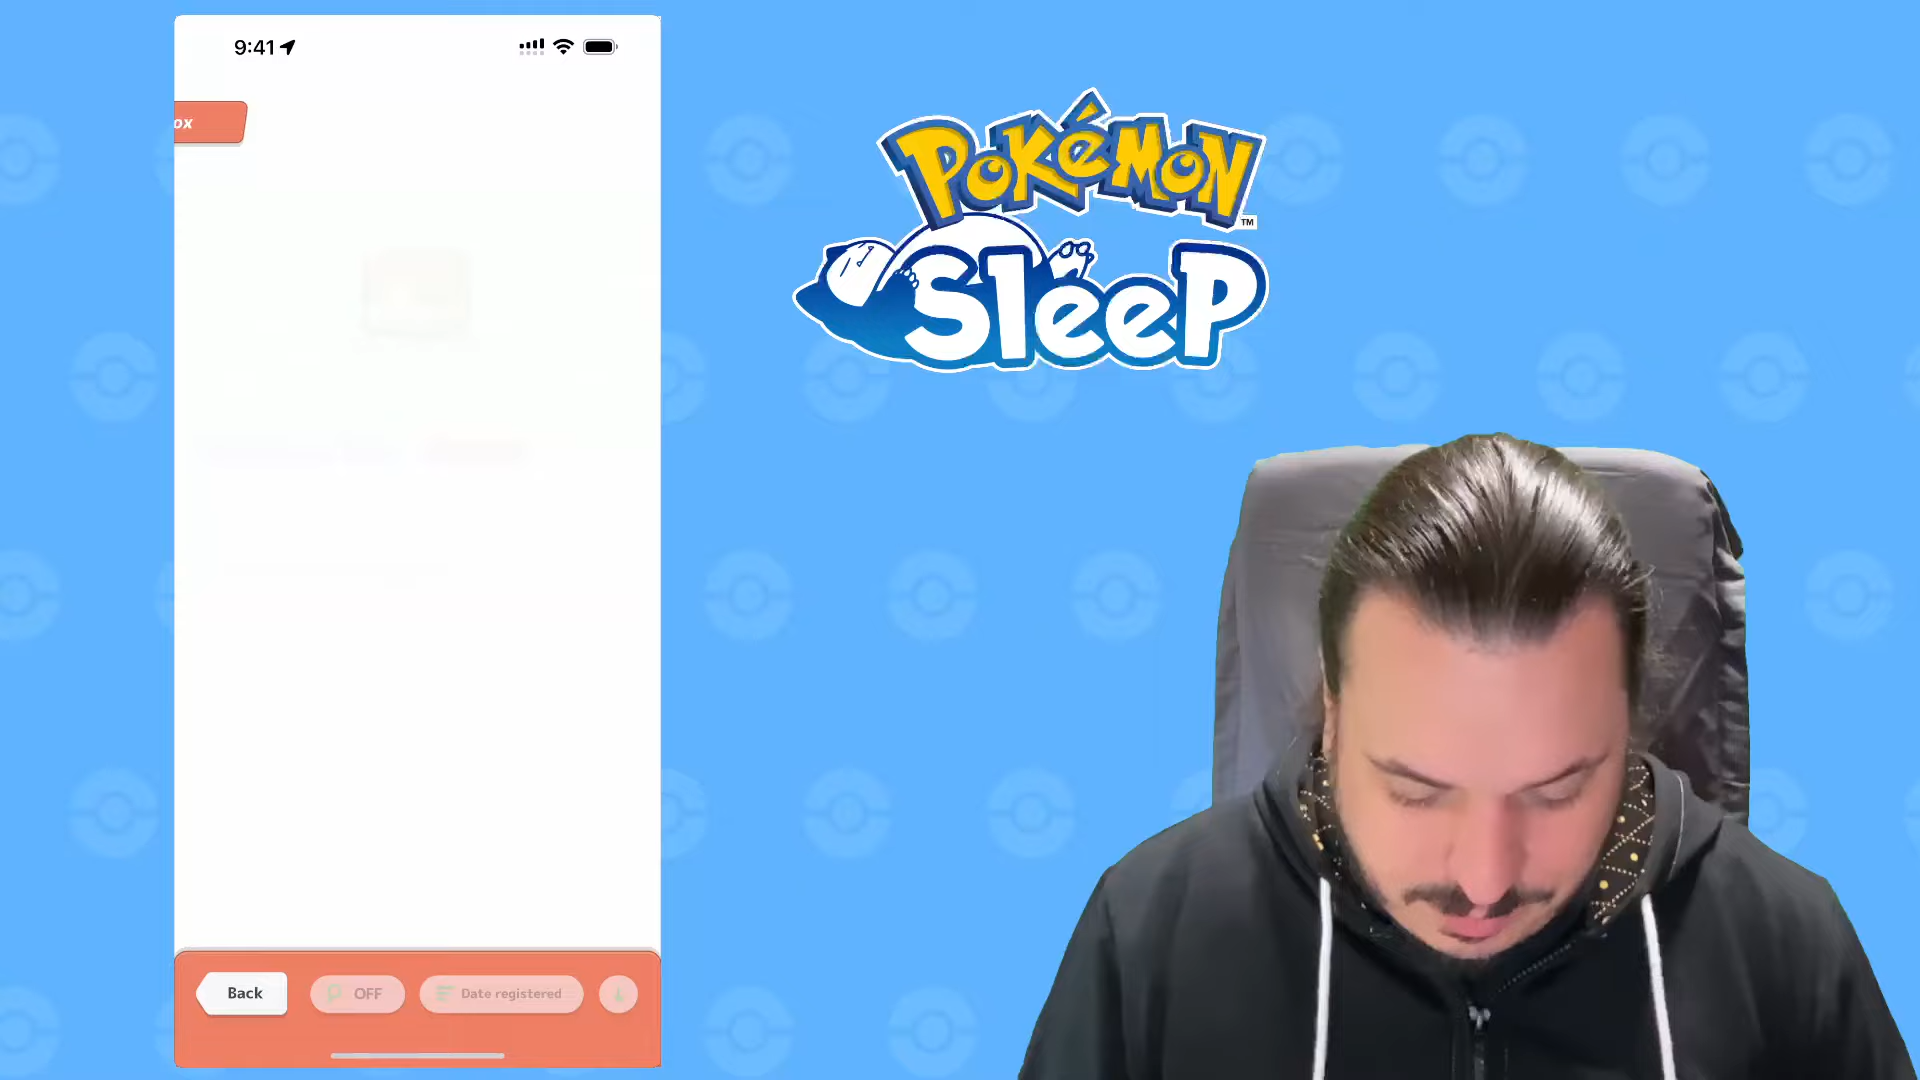 9:41
ox
POKéMON
TM
Sleep
Back
OFF
Date registered